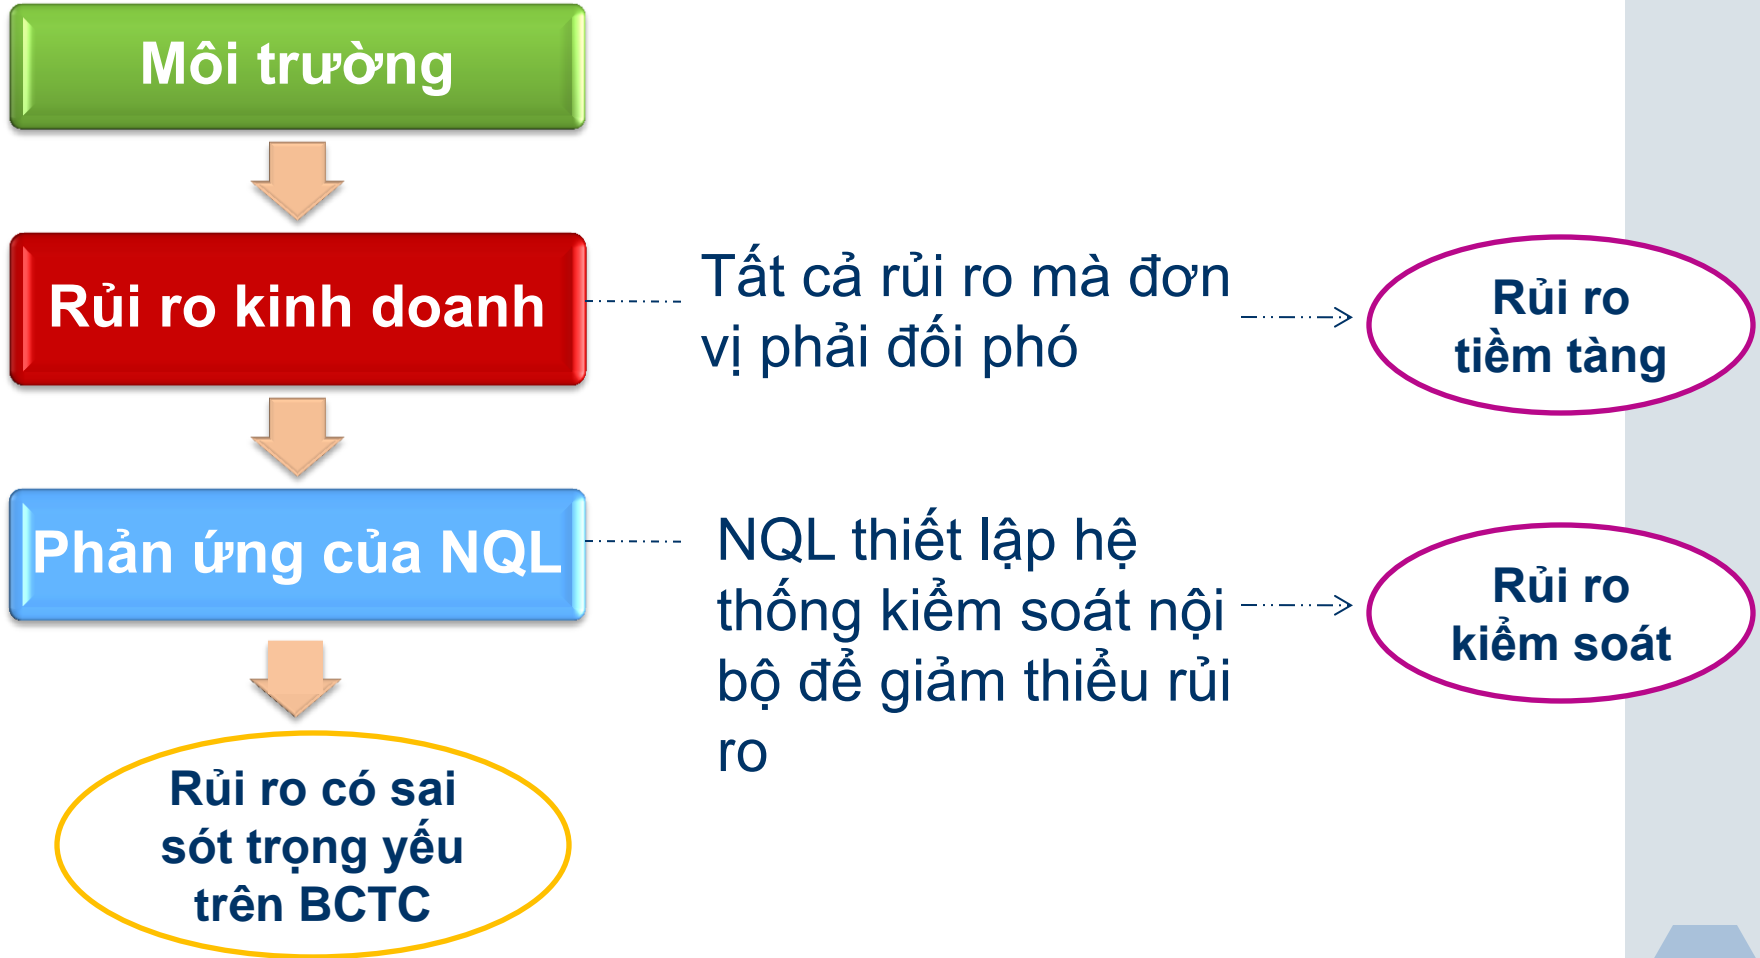 Môi trường
Rủi ro kinh doanh
Tất cả rủi ro mà đơn
vị phải đối phó
Rủi ro
tiềm tàng
Phản ứng của NQL
NQL thiết lập hệ
thống kiểm soát nội
bộ để giảm thiểu rủi
ro
Rủi ro
kiểm soát
Rủi ro có sai
sót trọng yếu
trên BCTC